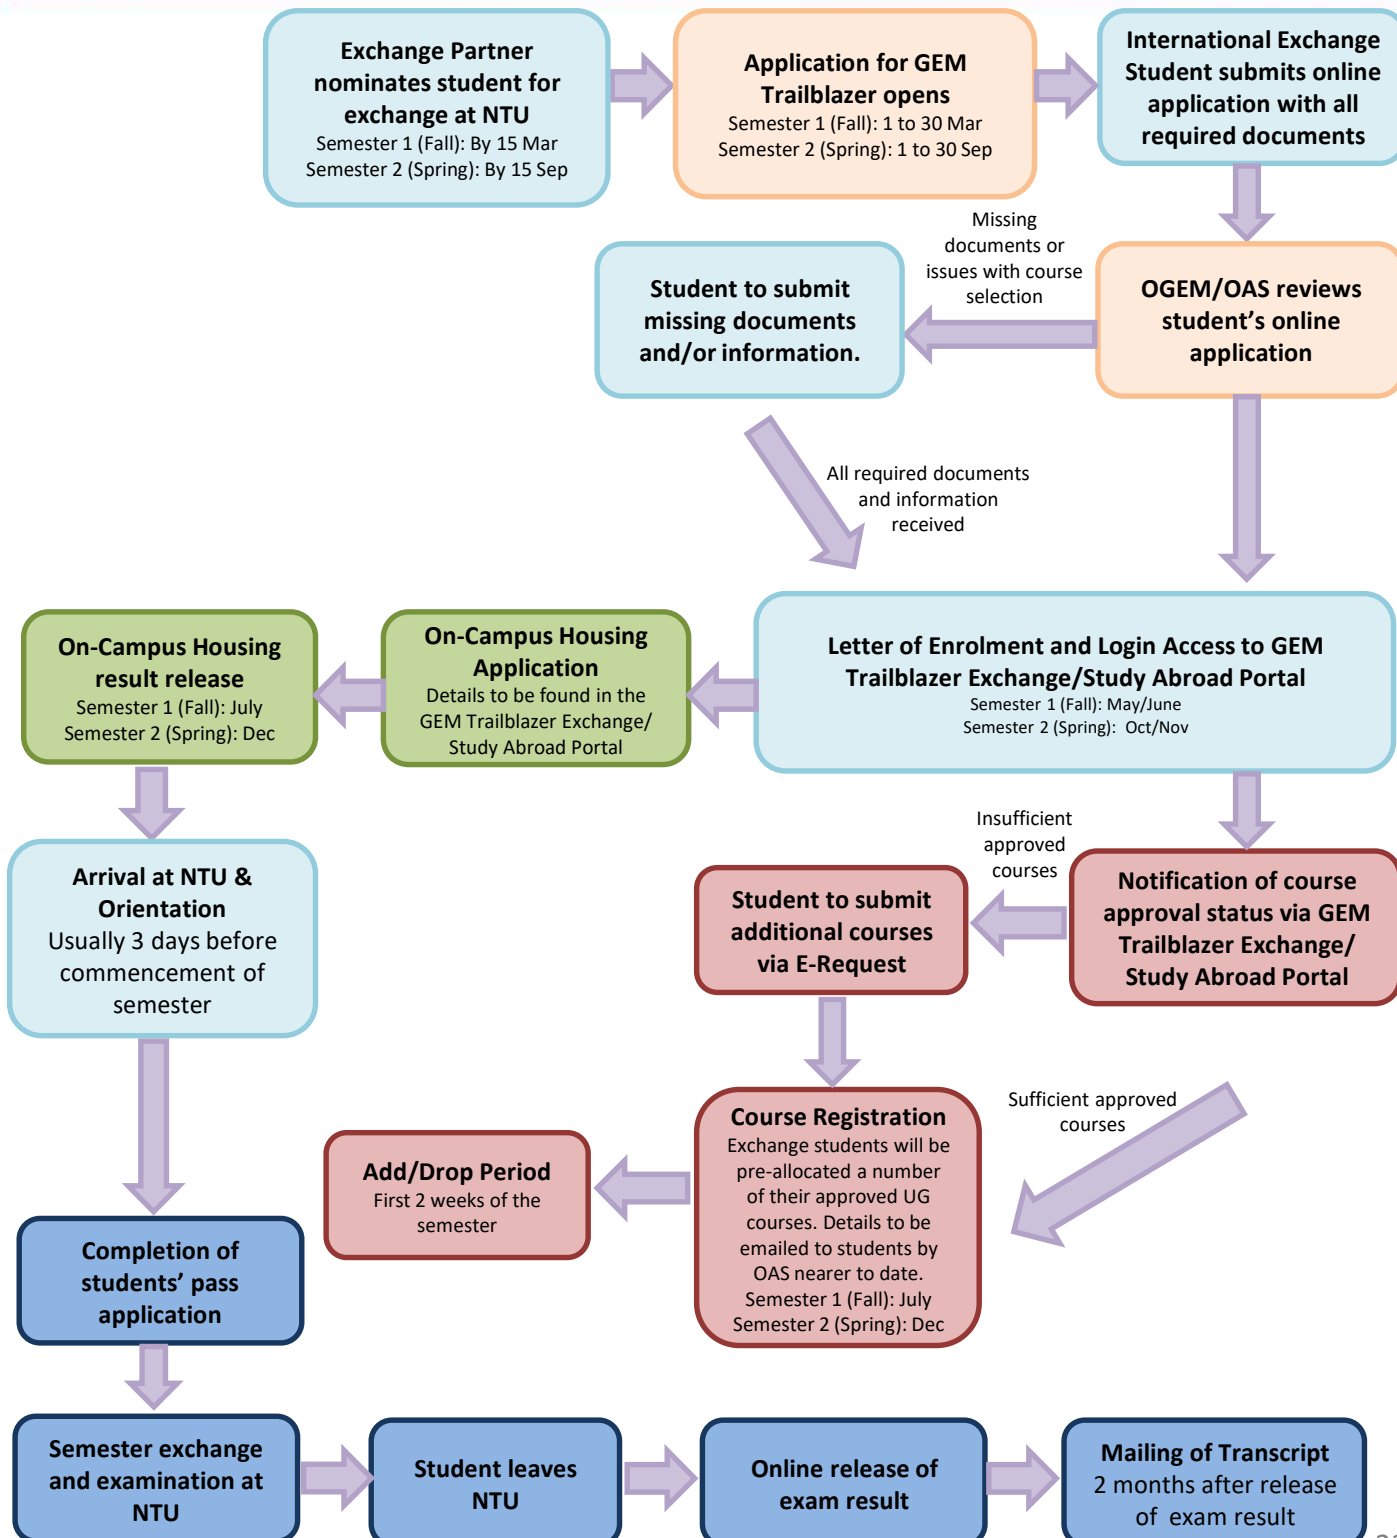 Exchange Partner
nominates student for
exchange at NTU
Semester 1 (Fall): By 15 Mar
Semester 2 (Spring): By 15 Sep
Application for GEM
Trailblazer opens
Semester 1 (Fall): 1 to 30 Mar
Semester 2 (Spring): 1 to 30 Sep
International Exchange
Student submits online
application with all
required documents
Missing
documents or
issues with course
selection
Student to submit
missing documents
and/or information.
OGEM/OAS reviews
student’s online
application
All required documents
and information
received
On-Campus Housing
result release
Semester 1 (Fall): July
Semester 2 (Spring): Dec
On-Campus Housing
Application
Details to be found in the
GEM Trailblazer Exchange/
Study Abroad Portal
Letter of Enrolment and Login Access to GEM
Trailblazer Exchange/Study Abroad Portal
Semester 1 (Fall): May/June
Semester 2 (Spring): Oct/Nov
Insufficient
approved
courses
Arrival at NTU &
Orientation
Usually 3 days before
commencement of
semester
Student to submit
additional courses
via E-Request
Notification of course
approval status via GEM
Trailblazer Exchange/
Study Abroad Portal
Sufficient approved
courses
Course Registration
Exchange students will be
pre-allocated a number
of their approved UG
courses. Details to be
emailed to students by
OAS nearer to date.
Semester 1 (Fall): July
Semester 2 (Spring): Dec
Add/Drop Period
First 2 weeks of the
semester
Completion of
students’ pass
application
Semester exchange
and examination at
NTU
Student leaves
NTU
Online release of
exam result
Mailing of Transcript
2 months after release
of exam result